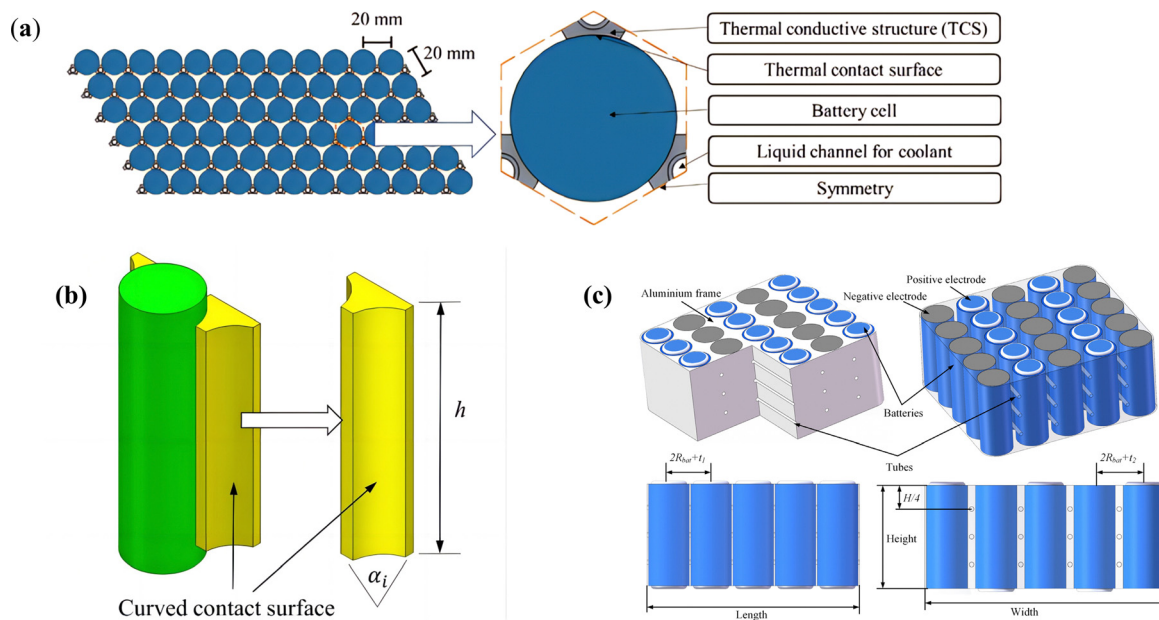 (a)
20 mm
20 mm
Thermal conductive structure (TCS)
Thermal contact surface
Battery cell
Liquid channel for coolant
Symmetry
(b)
h
αi
Curved contact surface
(c)
Aluminium frame
Positive electrode
Negative electrode
Batteries
Tubes
2Rbat+t1
Length
2Rbat+t2
H/4
Height
Width